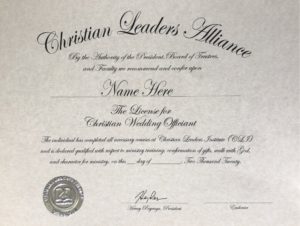 Christian Leaders Alliance
By the Authority of the President, Board of Trustees,
and Faculty we recommend and confer upon
Name Here
The License for
Christian Wedding Officiant
The individual has completed all necessary courses at Christian Leaders Institute (CLI)
and is declared qualified with respect to ministry training, confirmation of gifts, walk with God,
and character for ministry, on this ___ day of ________, Two Thousand Twenty.
Henry Reyenga, President